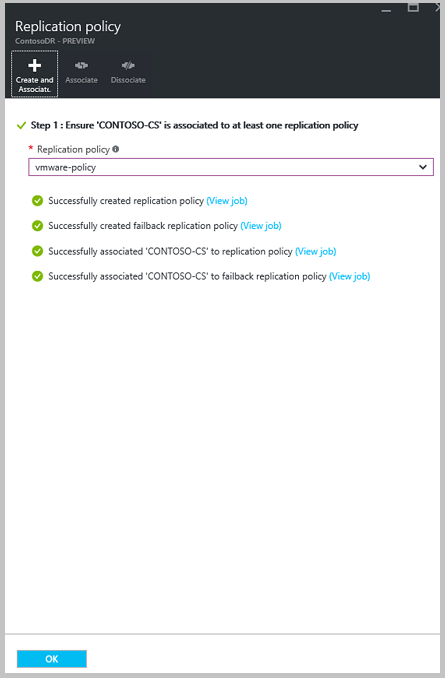 Replication policy
ContosoDR - PREVIEW
Create and
Associate.
Associate
Dissociate
Step 1 : Ensure 'CONTOSO-CS' is associated to at least one replication policy
* Replication policy
vmware-policy
Successfully created replication policy (View job)
Successfully created failback replication policy (View job)
Successfully associated 'CONTOSO-CS' to replication policy (View job)
Successfully associated 'CONTOSO-CS' to failback replication policy (View job)
OK